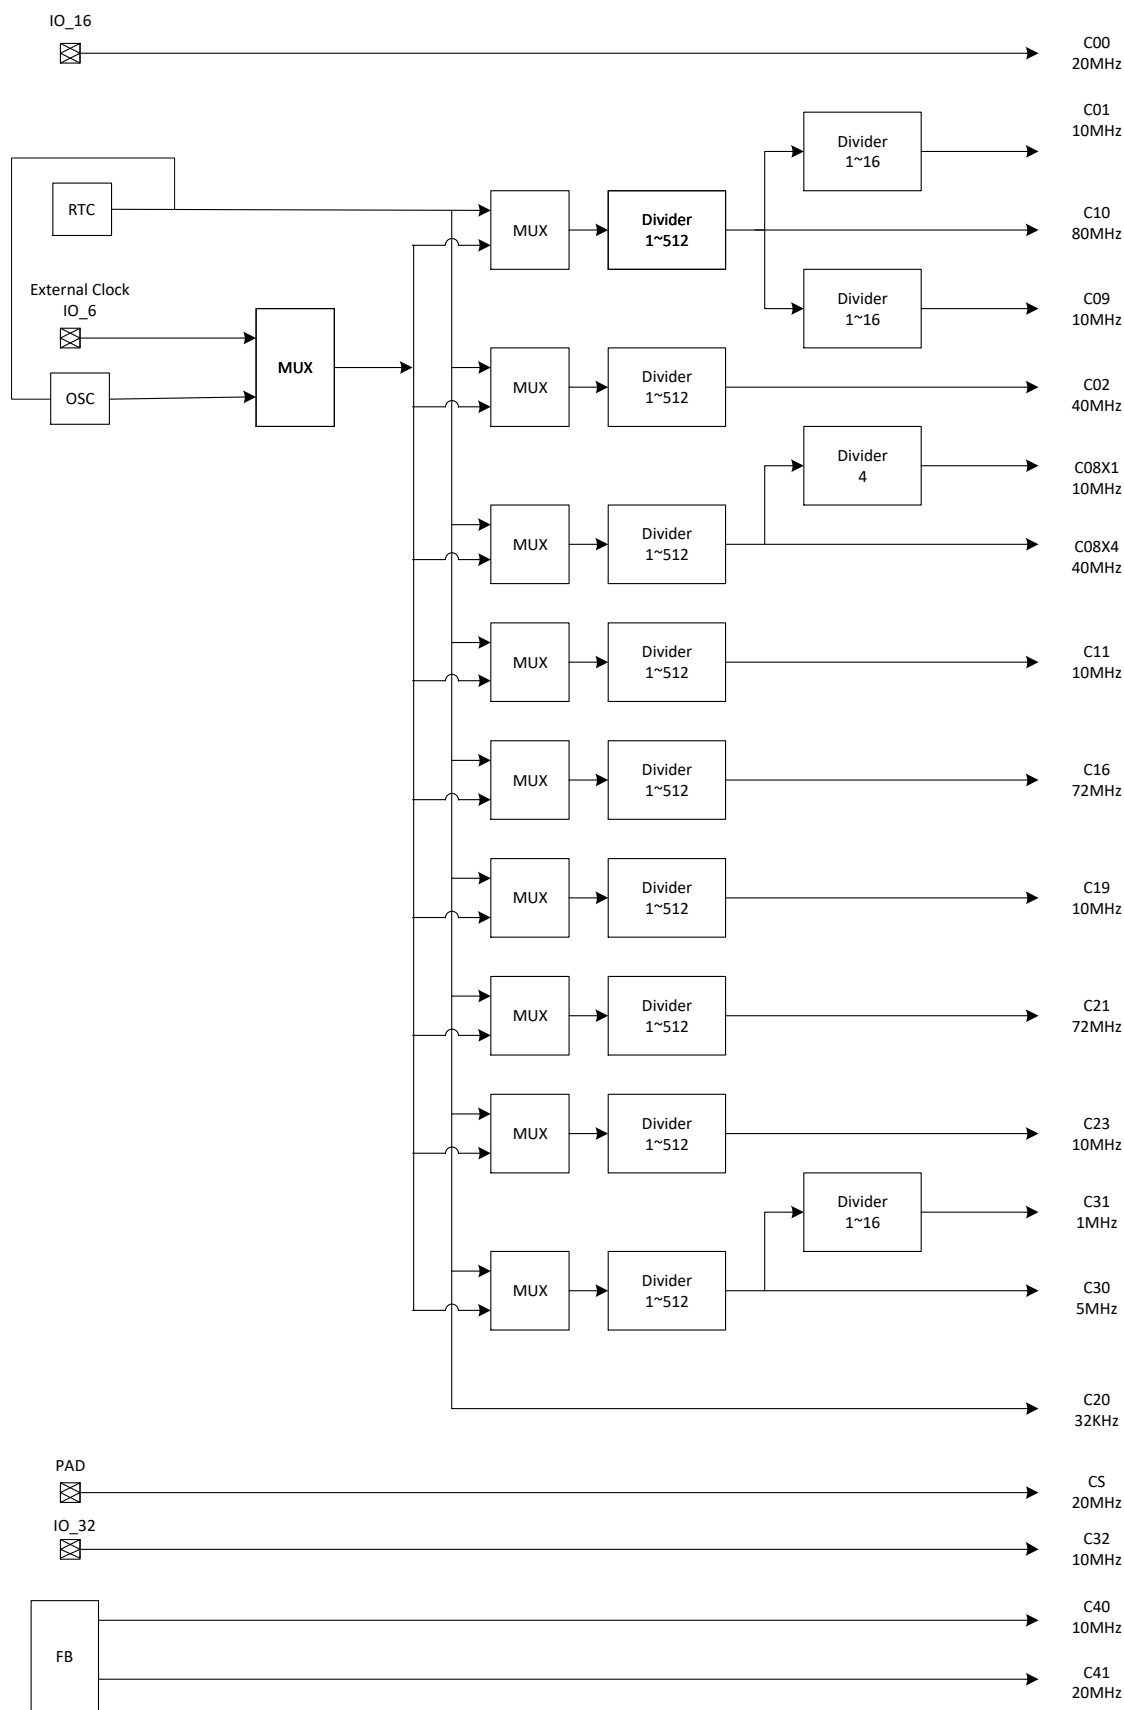 IO_16
C00
20MHz
C01
10MHz
Divider
1~16
RTC
MUX
Divider
1~512
C10
80MHz
External Clock
IO_6
Divider
1~16
C09
10MHz
MUX
OSC
MUX
Divider
1~512
C02
40MHz
Divider
4
C08X1
10MHz
MUX
Divider
1~512
C08X4
40MHz
MUX
Divider
1~512
C11
10MHz
MUX
Divider
1~512
C16
72MHz
MUX
Divider
1~512
C19
10MHz
MUX
Divider
1~512
C21
72MHz
MUX
Divider
1~512
C23
10MHz
Divider
1~16
C31
1MHz
MUX
Divider
1~512
C30
5MHz
C20
32KHz
PAD
CS
20MHz
IO_32
C32
10MHz
FB
C40
10MHz
C41
20MHz